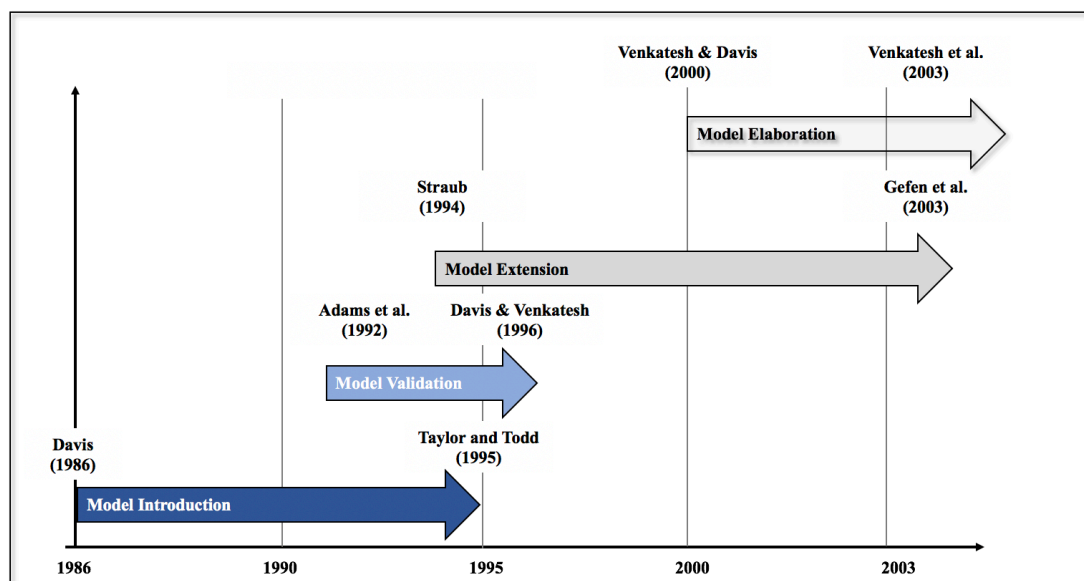 Venkatesh & Davis
(2000)
Venkatesh et al.
(2003)
Model Elaboration
Straub
(1994)
Gefen et al.
(2003)
Model Extension
Adams et al.
(1992)
Davis & Venkatesh
(1996)
Model Validation
Davis
(1986)
Taylor and Todd
(1995)
Model Introduction
1986
1990
1995
2000
2003